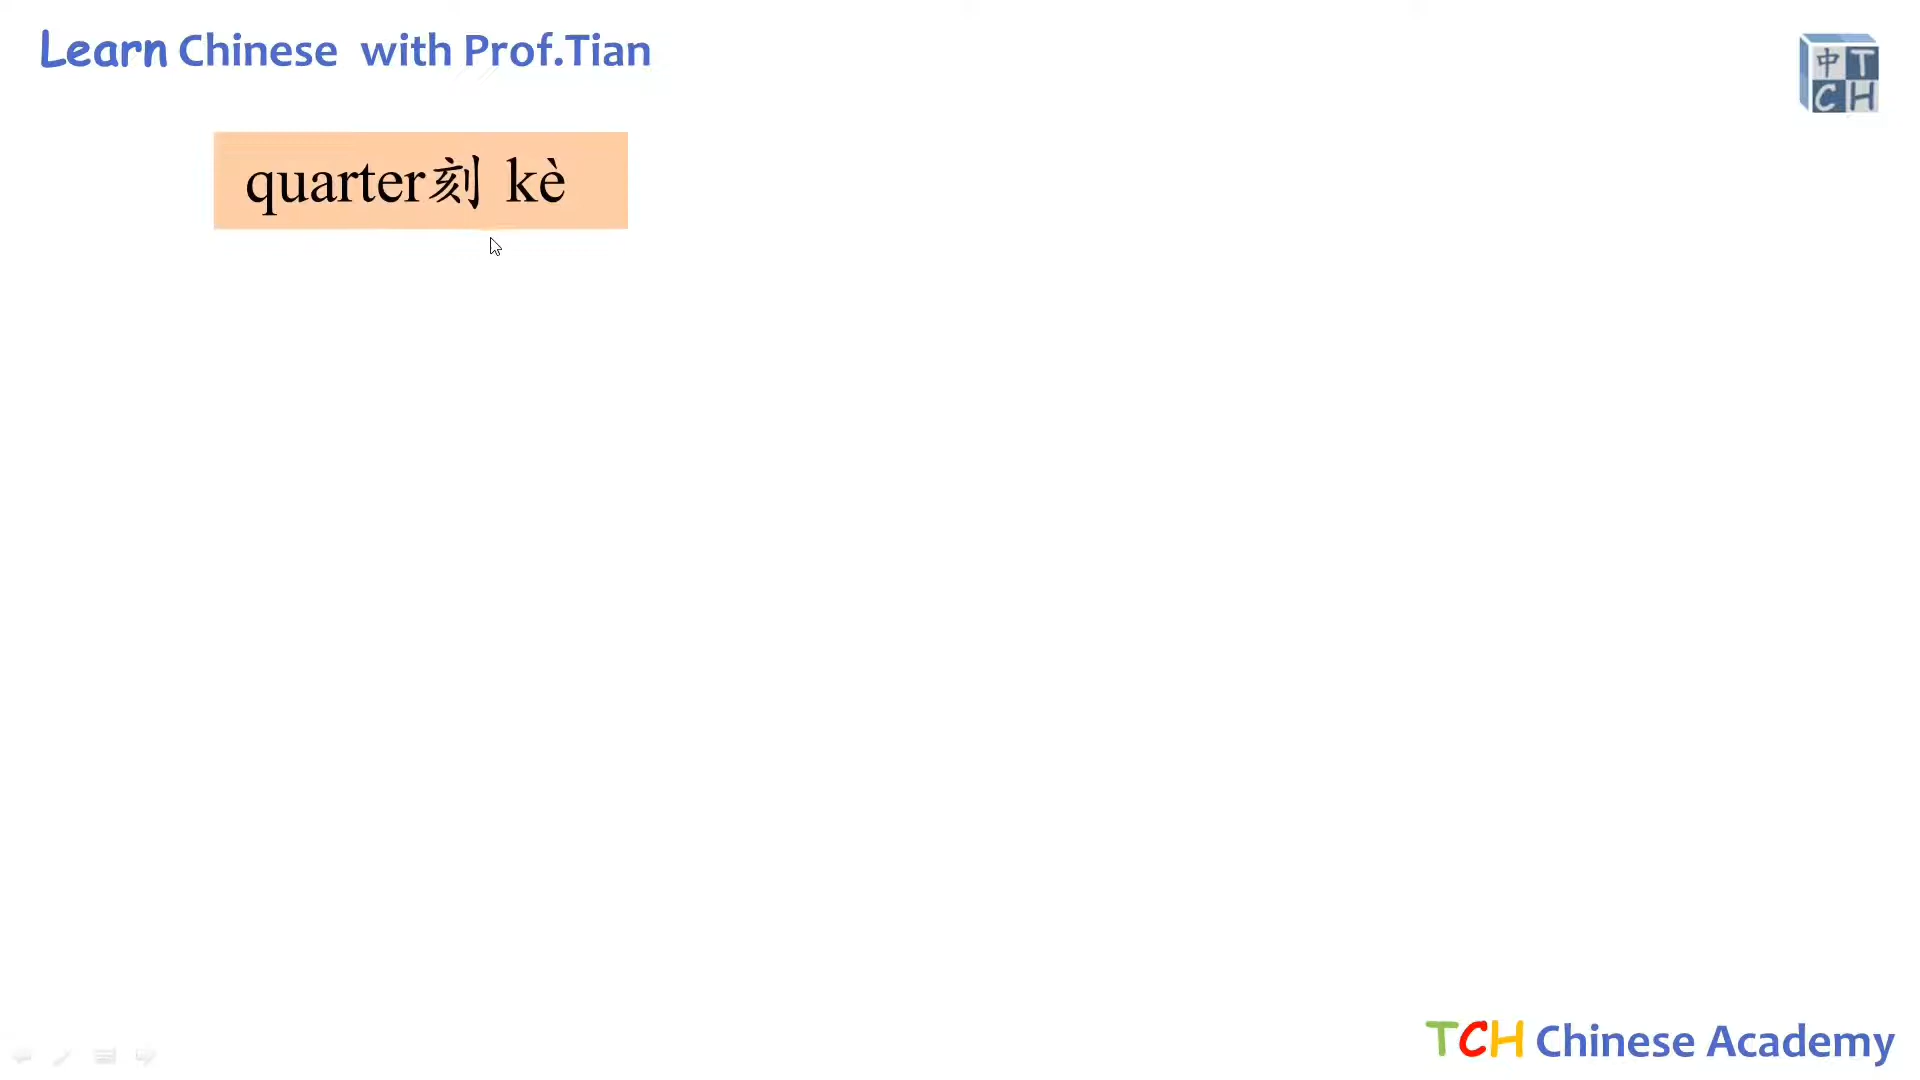 Learn Chinese with Prof.Tian
中T
CH
quarter刻 kè
TCH Chinese Academy